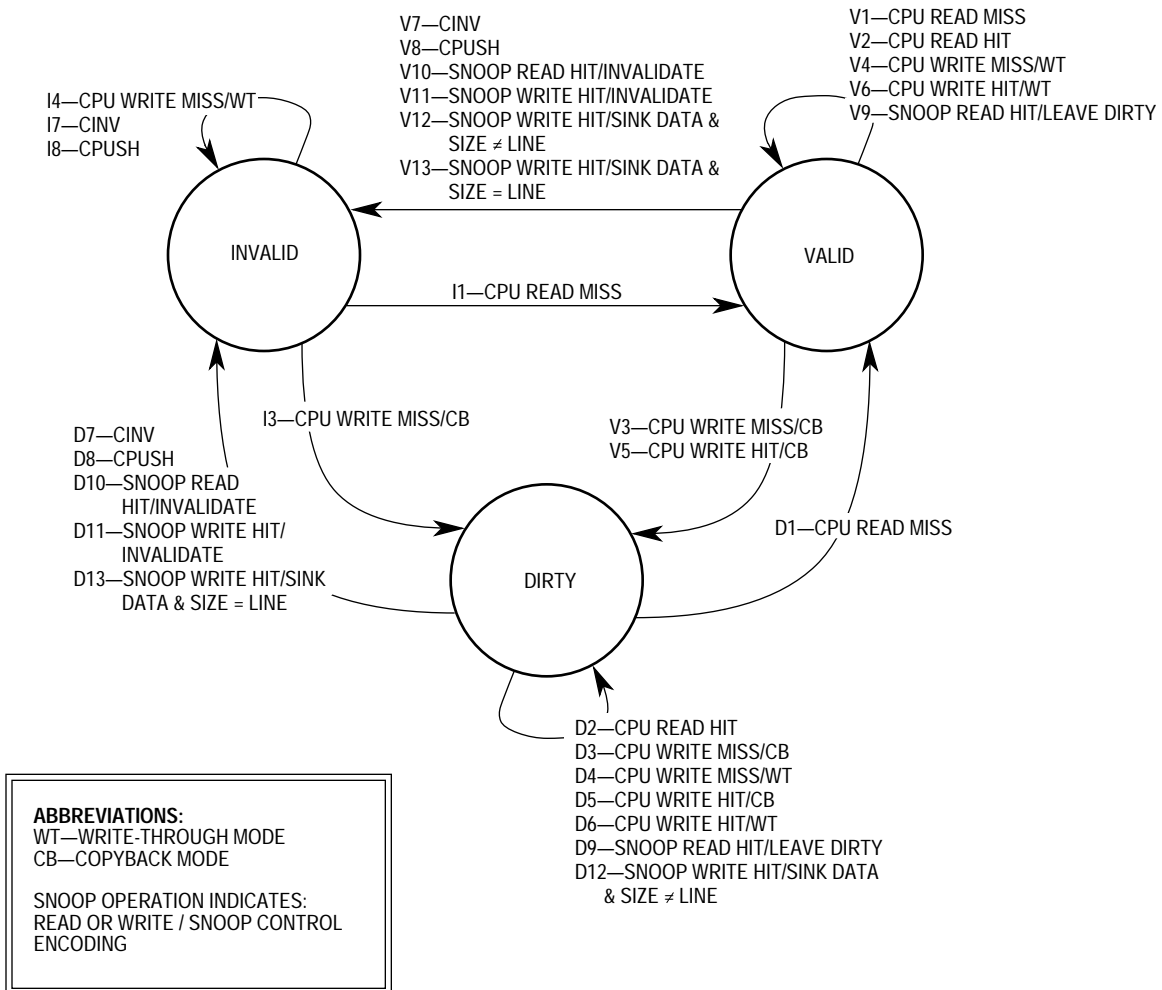 V7—CINV
V8—CPUSH
V10—SNOOP READ HIT/INVALIDATE
V11—SNOOP WRITE HIT/INVALIDATE
V12—SNOOP WRITE HIT/SINK DATA &
SIZE ≠ LINE
V13—SNOOP WRITE HIT/SINK DATA &
SIZE = LINE
V1—CPU READ MISS
V2—CPU READ HIT
V4—CPU WRITE MISS/WT
V6—CPU WRITE HIT/WT
V9—SNOOP READ HIT/LEAVE DIRTY
I4—CPU WRITE MISS/WT
I7—CINV
I8—CPUSH
INVALID
VALID
I1—CPU READ MISS
I3—CPU WRITE MISS/CB
V3—CPU WRITE MISS/CB
V5—CPU WRITE HIT/CB
D7—CINV
D8—CPUSH
D10—SNOOP READ
HIT/INVALIDATE
D11—SNOOP WRITE HIT/
INVALIDATE
D13—SNOOP WRITE HIT/SINK
DATA & SIZE = LINE
D1—CPU READ MISS
DIRTY
D2—CPU READ HIT
D3—CPU WRITE MISS/CB
D4—CPU WRITE MISS/WT
D5—CPU WRITE HIT/CB
D6—CPU WRITE HIT/WT
D9—SNOOP READ HIT/LEAVE DIRTY
D12—SNOOP WRITE HIT/SINK DATA
& SIZE ≠ LINE
ABBREVIATIONS:
WT—WRITE-THROUGH MODE
CB—COPYBACK MODE
SNOOP OPERATION INDICATES:
READ OR WRITE / SNOOP CONTROL
ENCODING